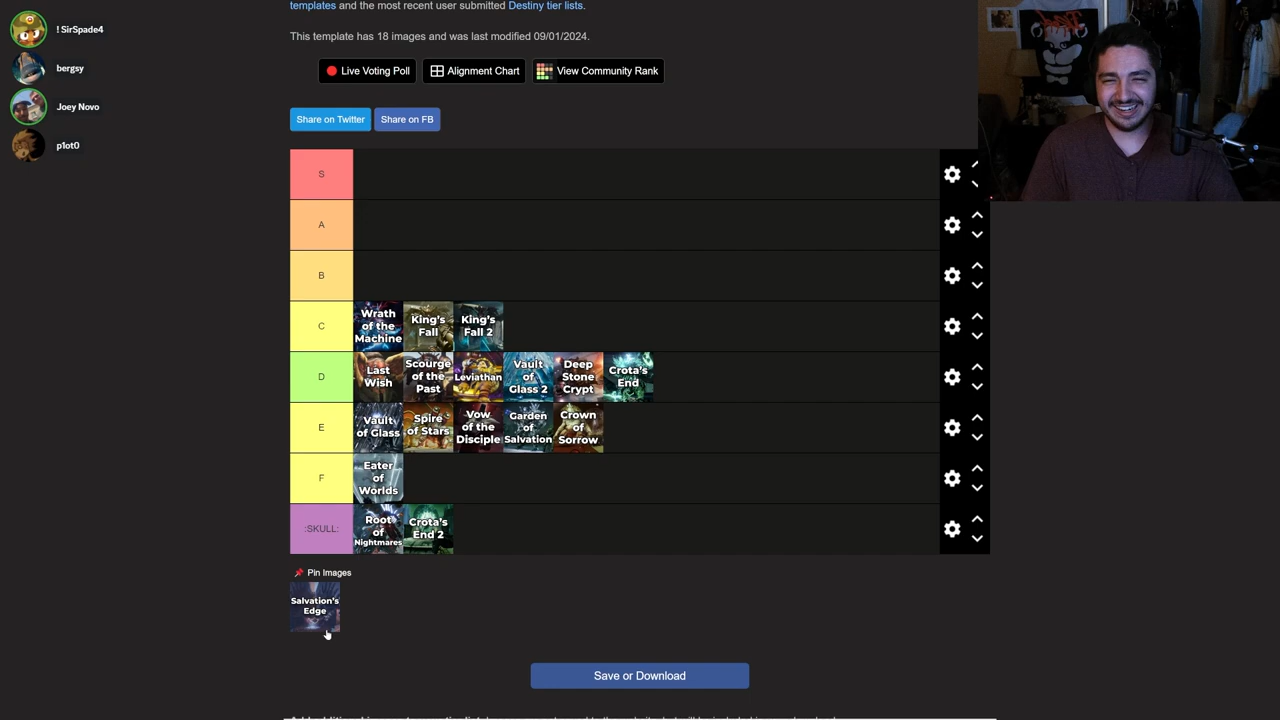 templates and the most recent user submitted Destiny tier lists.
! SirSpade4
This template has 18 images and was last modified 09/01/2024.
bergsy
Live Voting Poll
Alignment Chart
View Community Rank
Joey Novo
Share on Twitter
Share on FB
p1ot0
S
A
B
C
Wrath
of the
Machine
King's
Fall
King's
Fall 2
D
Last
Wish
Scourge
of the
Past
Leviathan
Vault
of
Glass 2
Deep
Stone
Crypt
Crota's
End
E
Vault
of Glass
Spire
of Stars
Vow
of the
Disciple
Garden
of
Salvation
Crown
of
Sorrow
F
Eater
of
Worlds
:SKULL:
Root
of
Nightmares
Crota's
End 2
Pin Images
Salvation's
Edge
Save or Download